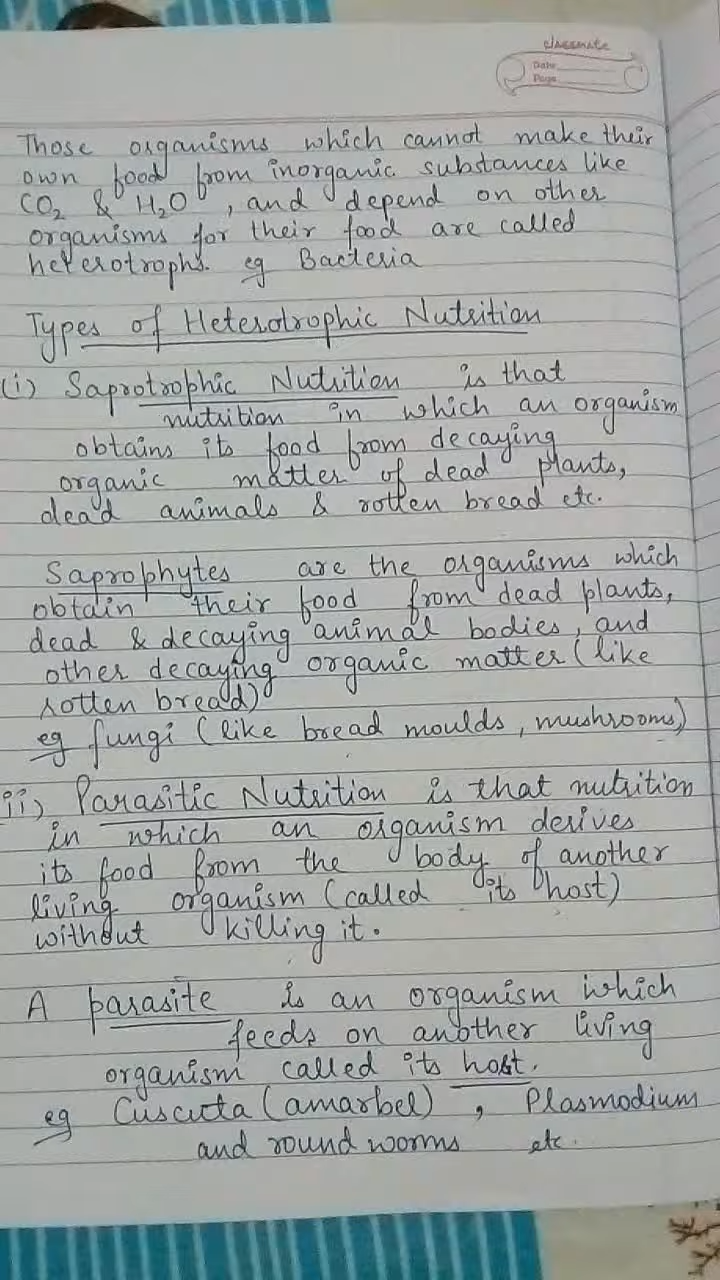 classmate
Date
Page
Those organisms which cannot make their
own food from inorganic substances like
CO₂ & H₂O, and depend on other
organisms for their food are called
heterotrophs. eg Bacteria
Types of Heterotrophic Nutrition
(i) Saprotrophic Nutrition is that
nutrition in which an organism
obtains its food from decaying
organic matter of dead plants,
dead animals & rotten bread etc.
Saprophytes are the organisms which
obtain their food from dead plants,
dead & decaying animal bodies, and
other decaying organic matter (like
rotten bread)
eg fungi (like bread moulds, mushrooms)
ii) Parasitic Nutrition is that nutrition
in which an organism derives
its food from the body of another
living organism (called its host)
without killing it.
A parasite is an organism which
feeds on another living
organism called its host.
eg Cuscuta (amarbel), Plasmodium
and round worms etc.